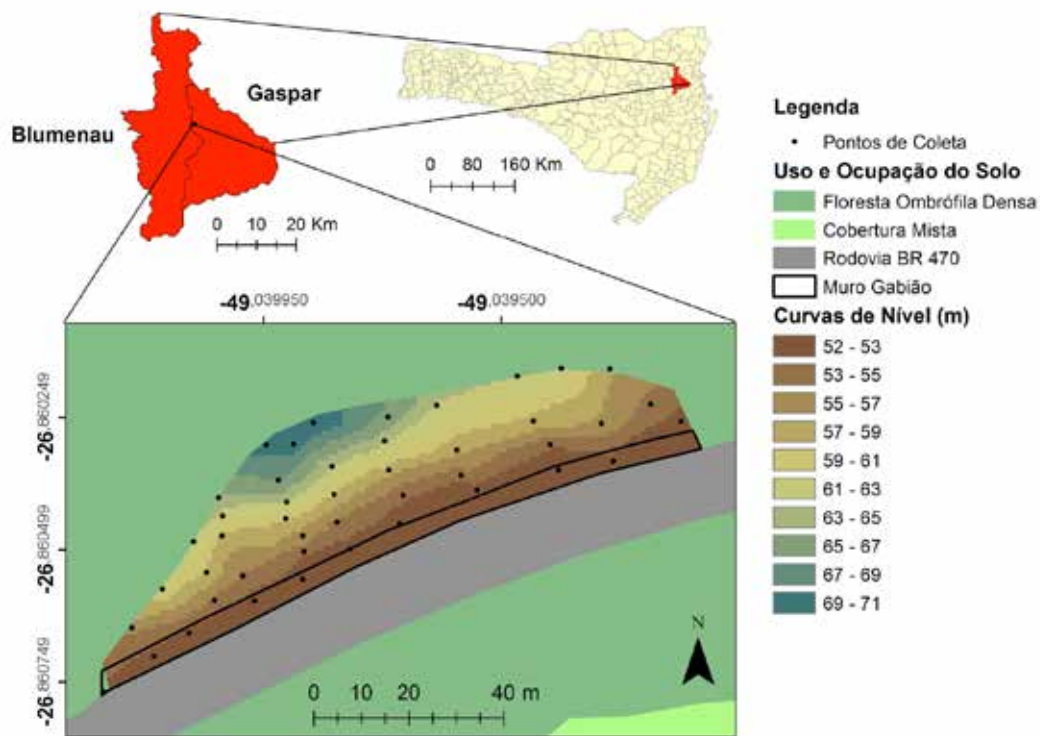 Gaspar
Blumenau
0 80 160 Km
0 10 20 Km
Legenda
Pontos de Coleta
Uso e Ocupação do Solo
Floresta Ombrófila Densa
Cobertura Mista
Rodovia BR 470
Muro Gabião
Curvas de Nível (m)
52 - 53
53 - 55
55 - 57
57 - 59
59 - 61
61 - 63
63 - 65
65 - 67
67 - 69
69 - 71
-49,039950
-49,039500
-26,860249
-26,860499
-26,860749
N
0 10 20 40 m